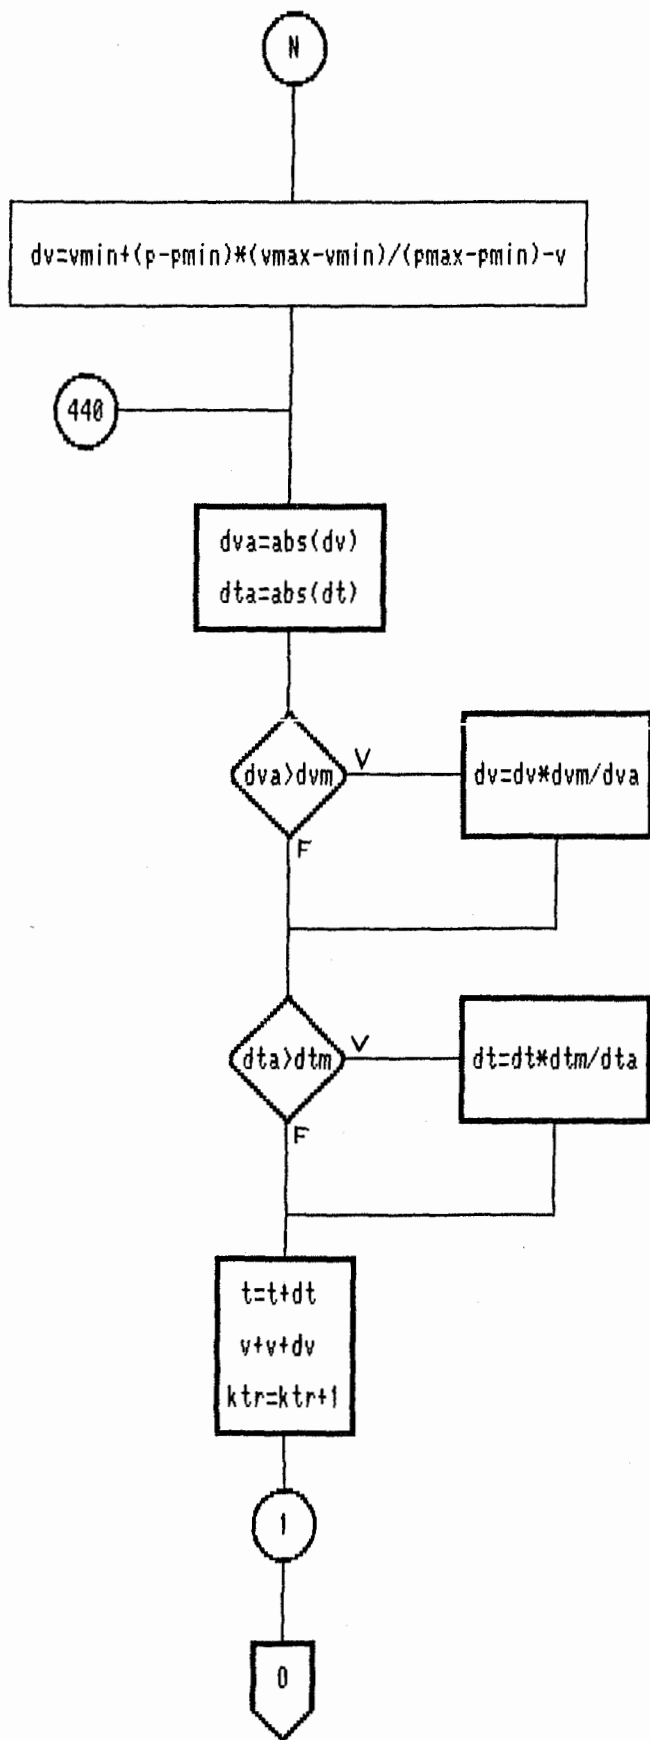 N
dv=vmin+(p-pmin)*(vmax-vmin)/(pmax-pmin)-v
440
dva=abs(dv)
dta=abs(dt)
dva>dvm
V
dv=dv*dvm/dva
F
dta>dtm
V
dt=dt*dtm/dta
F
t=t+dt
v+v+dv
ktr=ktr+1
1
0